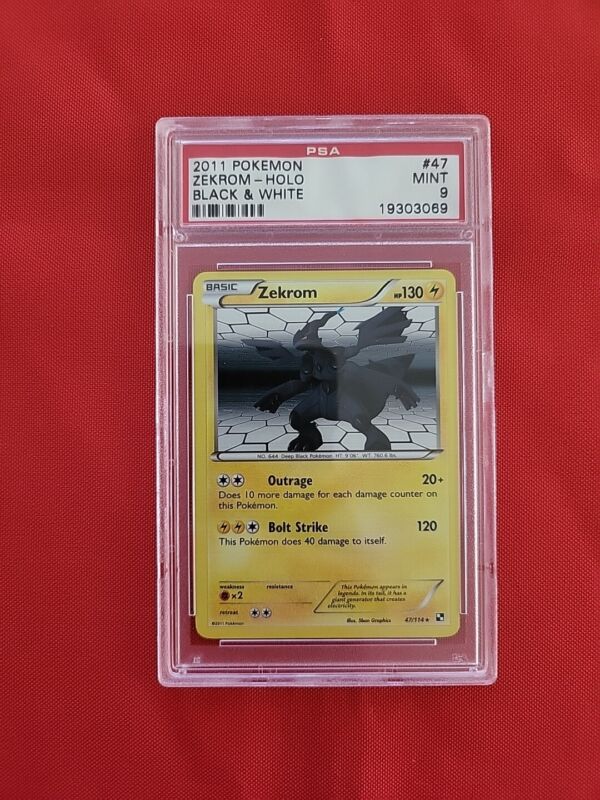 PSA
2011 POKEMON #47
ZEKROM - HOLO MINT
BLACK & WHITE 9
19303069
BASIC Zekrom HP130
NO. 644 Deep Black Pokémon HT: 9'06" WT: 760.6 lbs.
Outrage 20+
Does 10 more damage for each damage counter on
this Pokémon.
Bolt Strike 120
This Pokémon does 40 damage to itself.
weakness resistance
×2
retreat
This Pokémon appears in
legends. In its tail, it has a
giant generator that creates
electricity.
©2011 Pokémon Illus. 5ban Graphics 47/114★